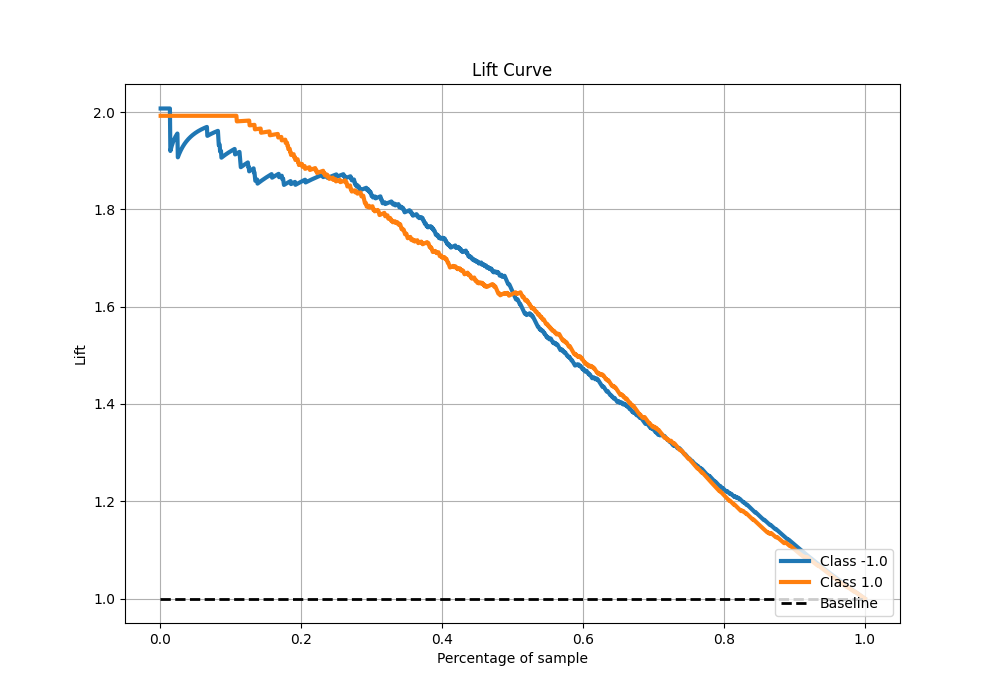 Lift Curve
2.0
1.8
1.6
1.4
1.2
1.0
Lift
0.0 0.2 0.4 0.6 0.8 1.0
Percentage of sample
Class -1.0
Class 1.0
Baseline